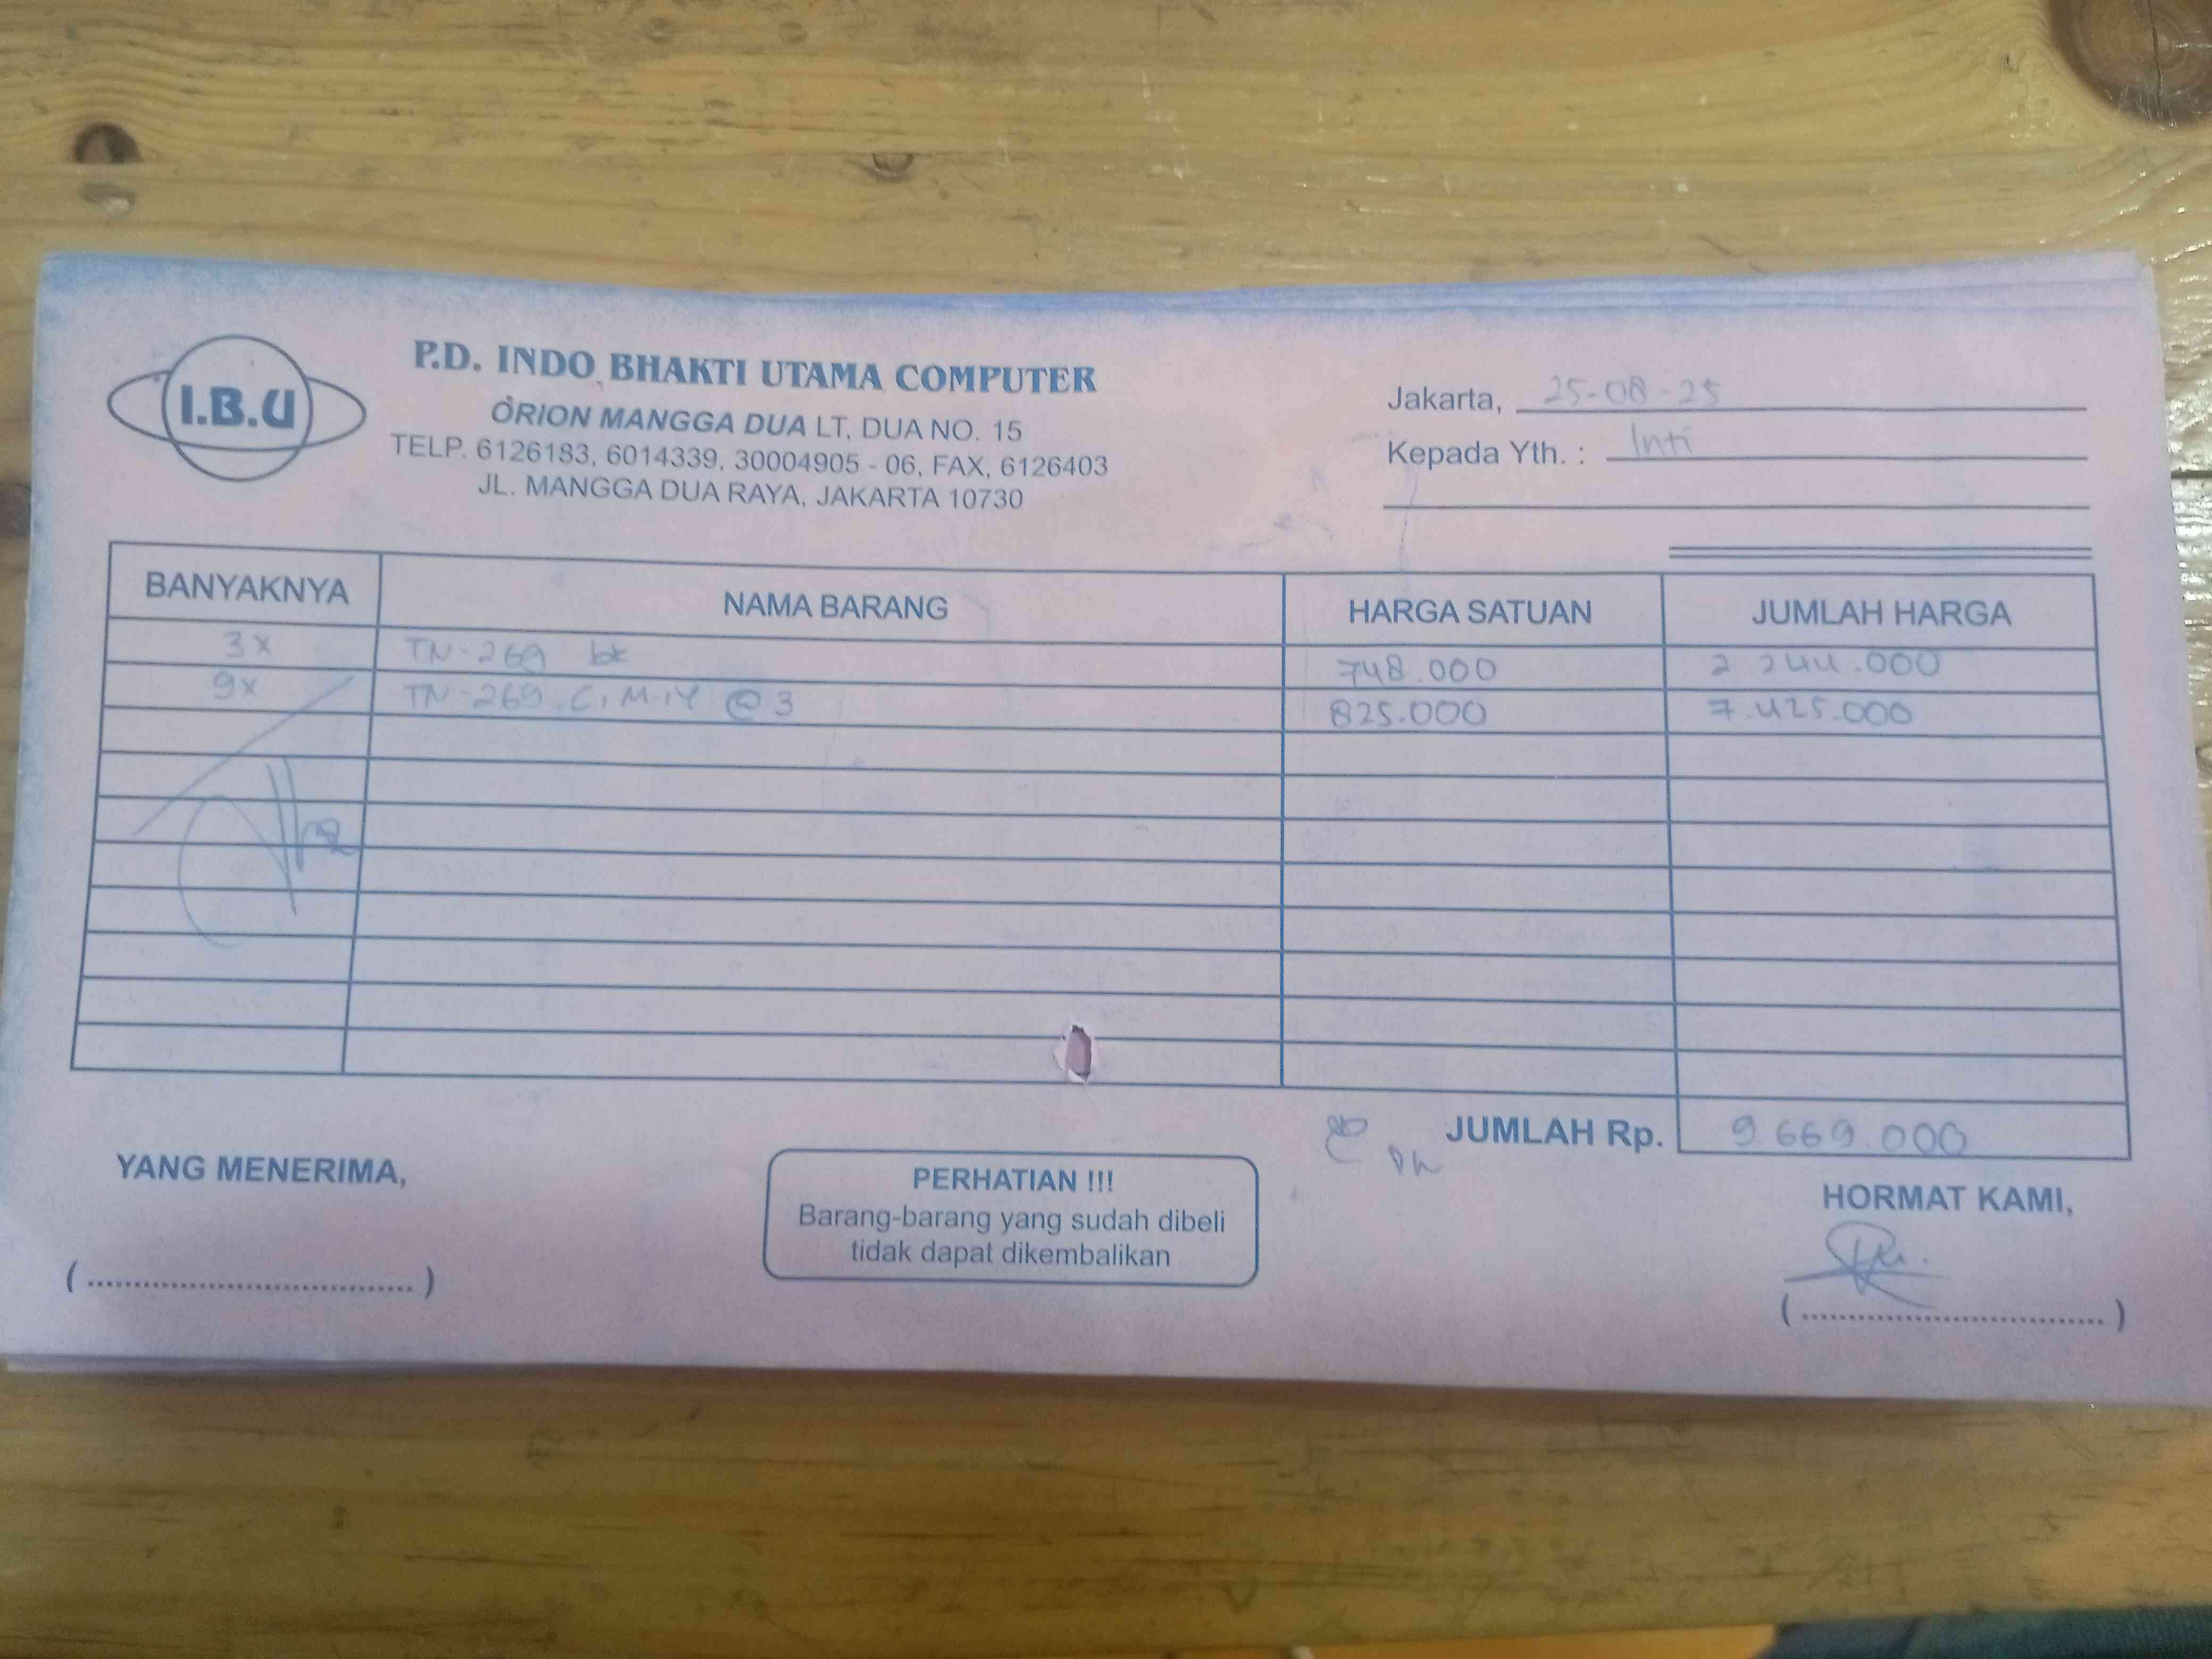 I.B.U
P.D. INDO BHAKTI UTAMA COMPUTER
ORION MANGGA DUA LT, DUA NO. 15
TELP. 6126183, 6014339, 30004905 - 06, FAX, 6126403
JL. MANGGA DUA RAYA, JAKARTA 10730
Jakarta, 25-08-25
Kepada Yth. : Inti
BANYAKNYA NAMA BARANG HARGA SATUAN JUMLAH HARGA
3x TN-269 bk 748.000 2.244.000
9x TN-269 C,M,Y @ 3 825.000 7.425.000
JUMLAH Rp. 9.669.000
YANG MENERIMA,
PERHATIAN !!!
Barang-barang yang sudah dibeli
tidak dapat dikembalikan
HORMAT KAMI,
(....................................)
(....................................)